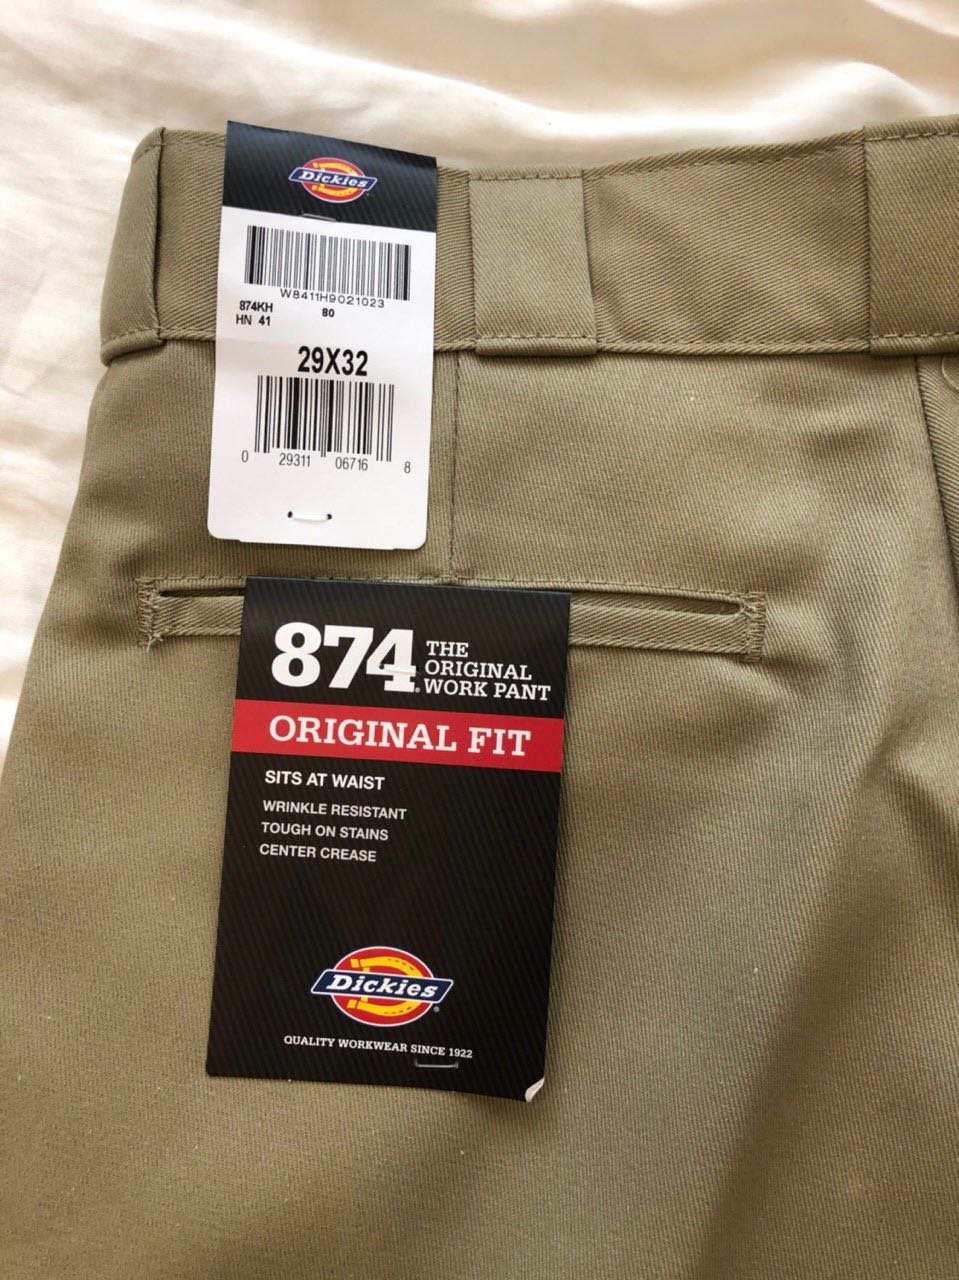 Dickies
W8411H9021023
874KH
80
HN 41
29X32
0 29311 06716 8
874® THE
ORIGINAL
WORK PANT
ORIGINAL FIT
SITS AT WAIST
WRINKLE RESISTANT
TOUGH ON STAINS
CENTER CREASE
Dickies®
QUALITY WORKWEAR SINCE 1922